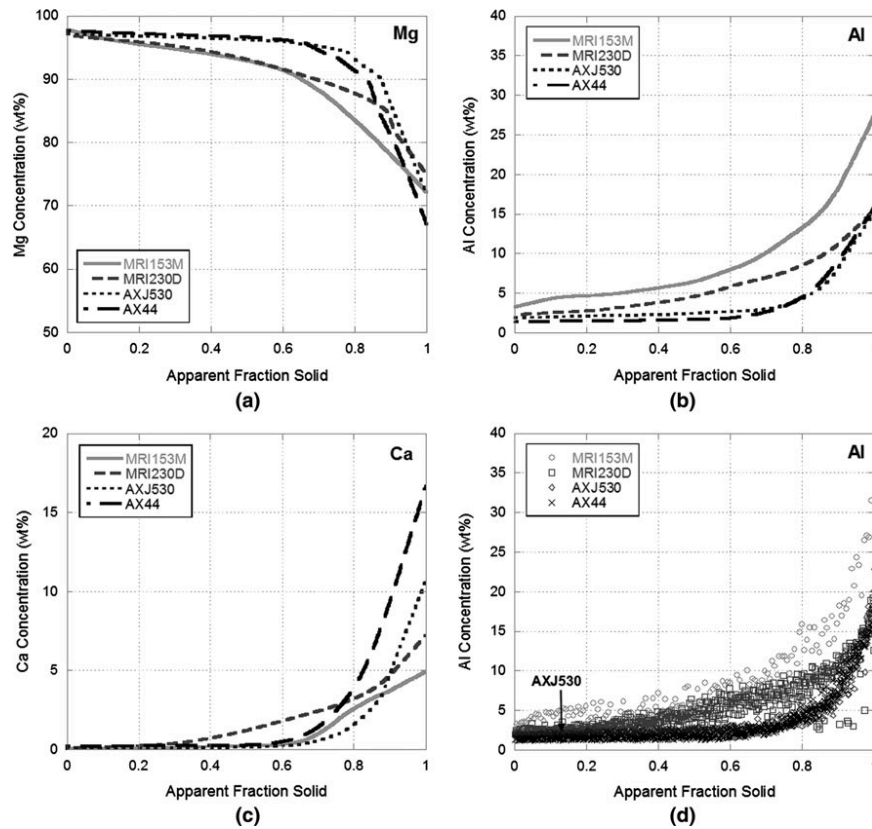 Mg
Mg Concentration (wt%)
100
90
80
70
60
50
MRI153M
MRI230D
AXJ530
AX44
0
0.2
0.4
0.6
0.8
1
Apparent Fraction Solid
(a)
Al
Al Concentration (wt%)
40
35
30
25
20
15
10
5
0
MRI153M
MRI230D
AXJ530
AX44
0
0.2
0.4
0.6
0.8
1
Apparent Fraction Solid
(b)
Ca
Ca Concentration (wt%)
20
15
10
5
0
MRI153M
MRI230D
AXJ530
AX44
0
0.2
0.4
0.6
0.8
1
Apparent Fraction Solid
(c)
Al
Al Concentration (wt%)
40
35
30
25
20
15
10
5
0
MRI153M
MRI230D
AXJ530
AX44
AXJ530
0
0.2
0.4
0.6
0.8
1
Apparent Fraction Solid
(d)